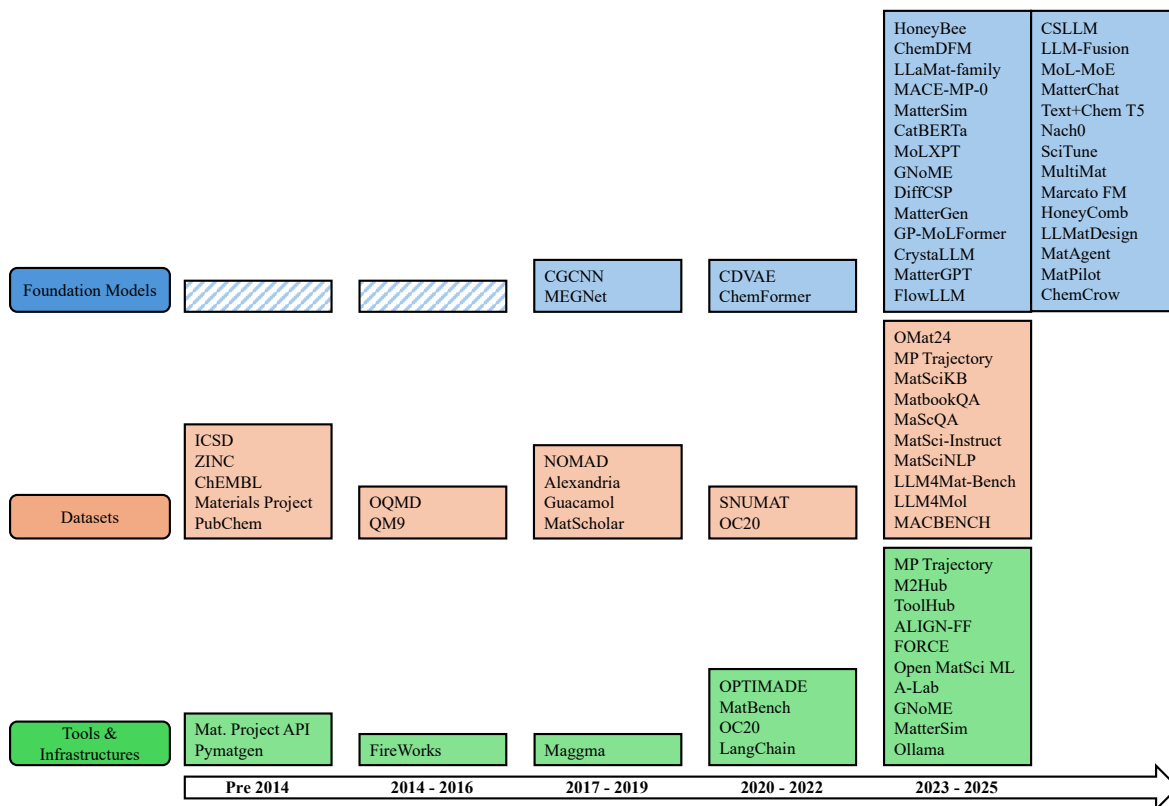 Foundation Models
CGCNN
MEGNet
CDVAE
ChemFormer
HoneyBee
ChemDFM
LLaMat-family
MACE-MP-0
MatterSim
CatBERTa
MoLXPT
GNoME
DiffCSP
MatterGen
GP-MoLFormer
CrystaLLM
MatterGPT
FlowLLM
CSLLM
LLM-Fusion
MoL-MoE
MatterChat
Text+Chem T5
Nach0
SciTune
MultiMat
Marcato FM
HoneyComb
LLMatDesign
MatAgent
MatPilot
ChemCrow
Datasets
ICSD
ZINC
ChEMBL
Materials Project
PubChem
OQMD
QM9
NOMAD
Alexandria
Guacamol
MatScholar
SNUMAT
OC20
OMat24
MP Trajectory
MatSciKB
MatbookQA
MaScQA
MatSci-Instruct
MatSciNLP
LLM4Mat-Bench
LLM4Mol
MACBENCH
Tools &
Infrastructures
Mat. Project API
Pymatgen
FireWorks
Maggma
OPTIMADE
MatBench
OC20
LangChain
MP Trajectory
M2Hub
ToolHub
ALIGN-FF
FORCE
Open MatSci ML
A-Lab
GNoME
MatterSim
Ollama
Pre 2014
2014 - 2016
2017 - 2019
2020 - 2022
2023 - 2025